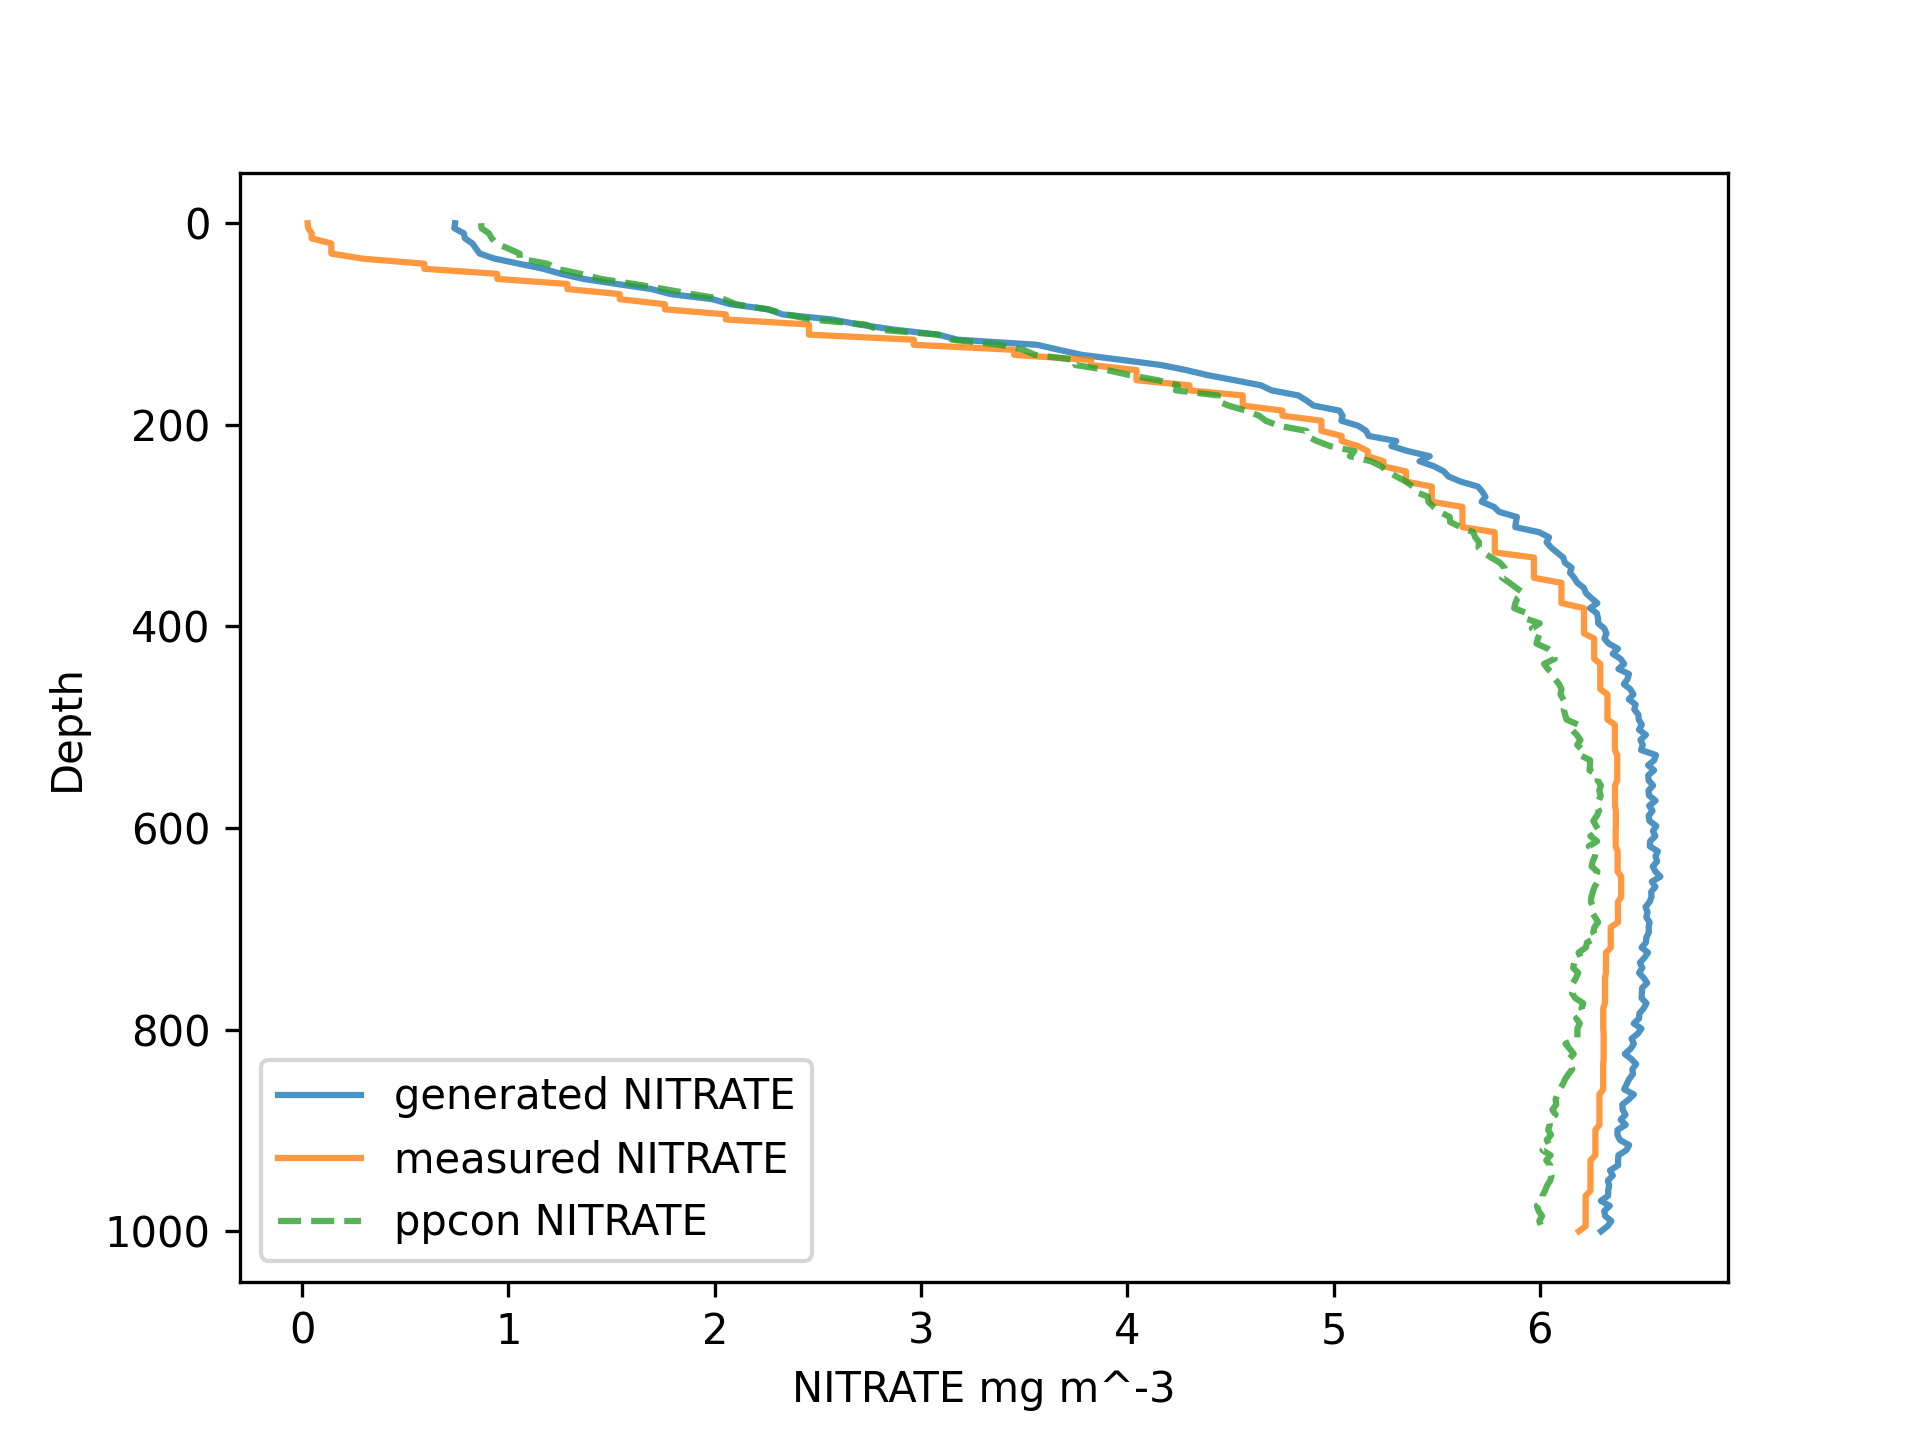 0
200
400
600
800
1000
Depth
generated NITRATE
measured NITRATE
ppcon NITRATE
0 1 2 3 4 5 6
NITRATE mg m^-3